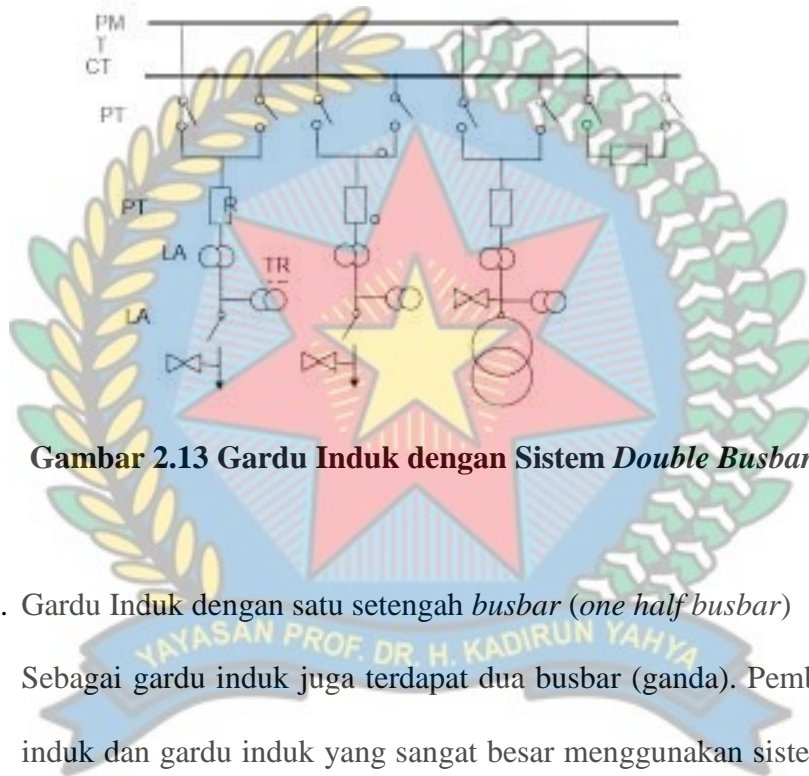 PM
T
CT
PT
PT
R
LA
TR
LA
Gambar 2.13 Gardu Induk dengan Sistem Double Busbar
. Gardu Induk dengan satu setengah busbar (one half busbar)
YAYASAN PROF. DR. H. KADIRUN YAHYA
Sebagai gardu induk juga terdapat dua busbar (ganda). Pemb
induk dan gardu induk yang sangat besar menggunakan siste